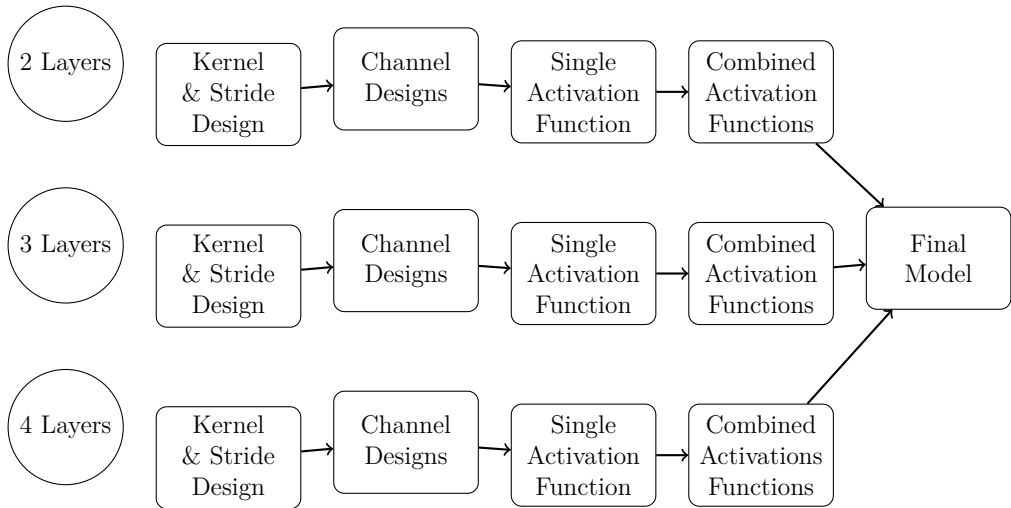 2 Layers
Kernel
& Stride
Design
Channel
Designs
Single
Activation
Function
Combined
Activation
Functions
3 Layers
Kernel
& Stride
Design
Channel
Designs
Single
Activation
Function
Combined
Activation
Functions
Final
Model
4 Layers
Kernel
& Stride
Design
Channel
Designs
Single
Activation
Function
Combined
Activations
Functions